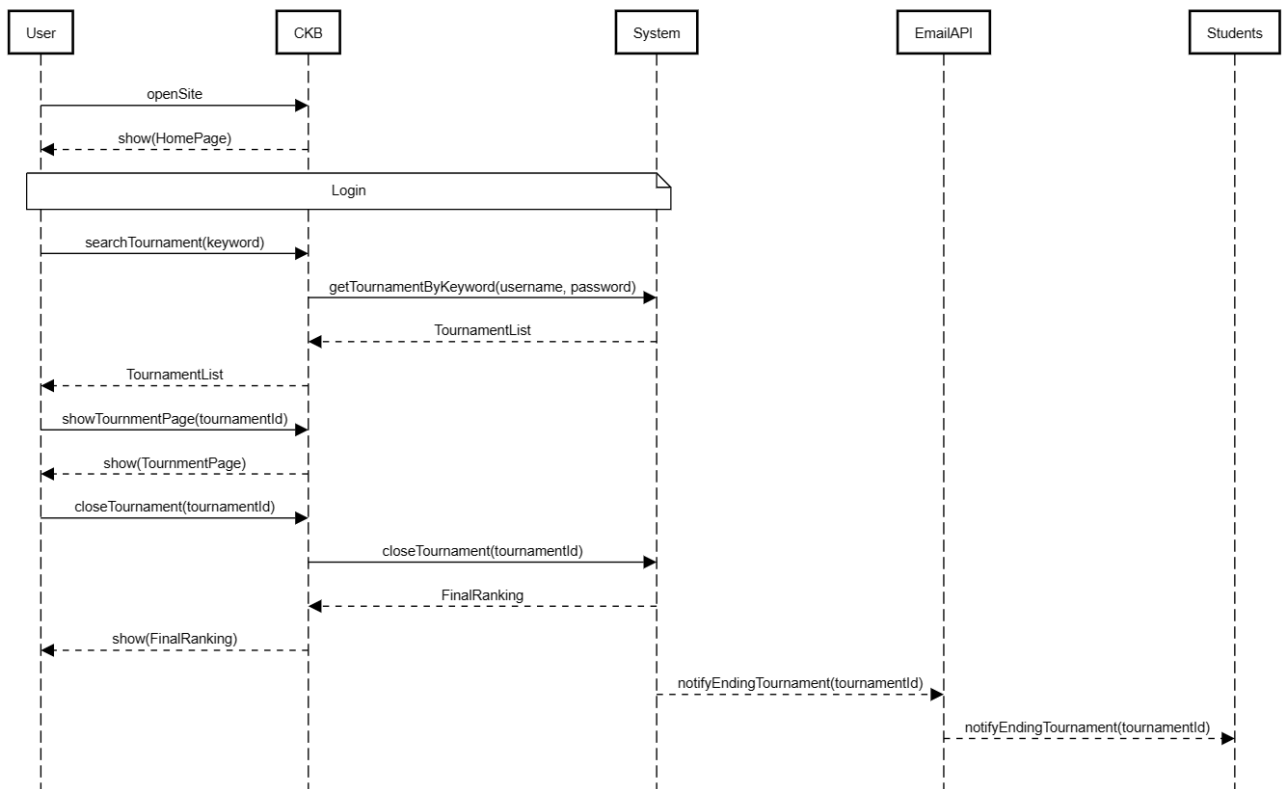 User
CKB
System
EmailAPI
Students
openSite
show(HomePage)
Login
searchTournament(keyword)
getTournamentByKeyword(username, password)
TournamentList
TournamentList
showTournmentPage(tournamentId)
show(TournmentPage)
closeTournament(tournamentId)
closeTournament(tournamentId)
FinalRanking
show(FinalRanking)
notifyEndingTournament(tournamentId)
notifyEndingTournament(tournamentId)